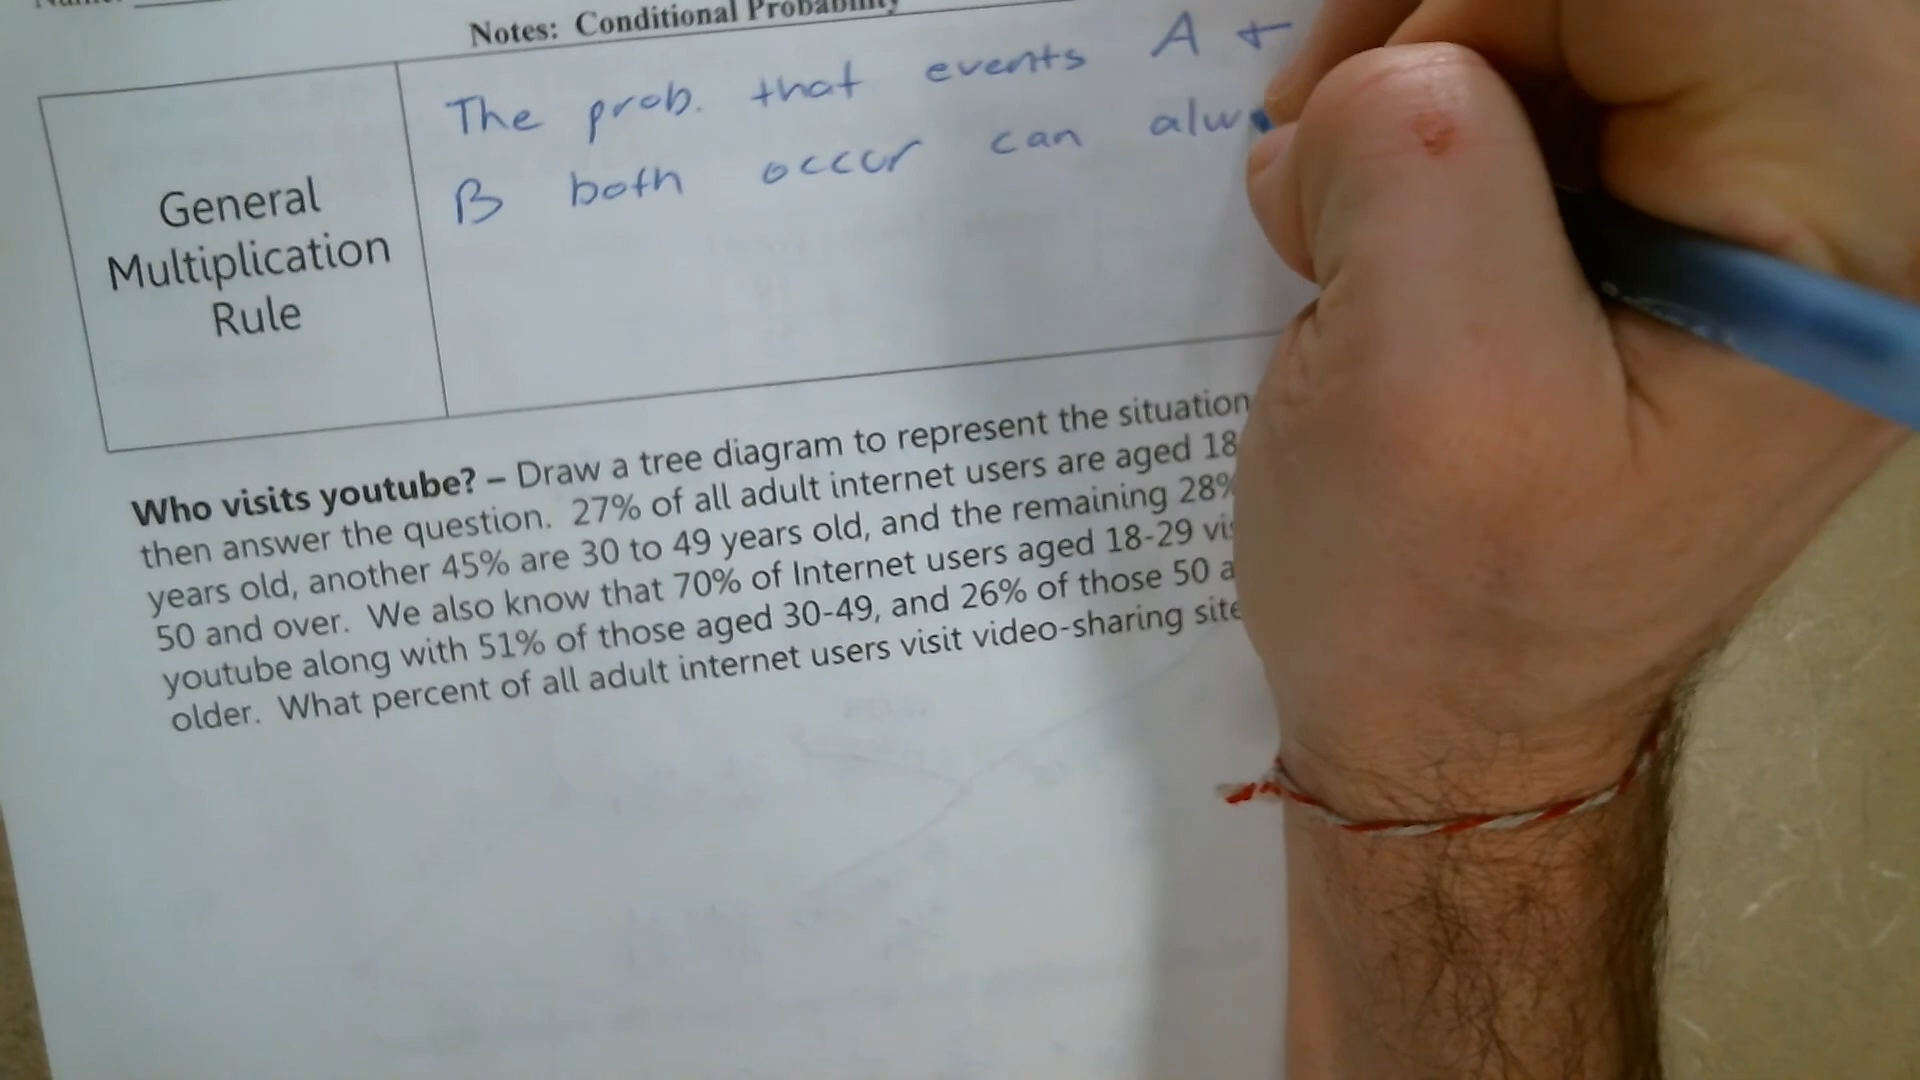 Notes: Conditional Probability
The prob. that events A +
B both occur can alw
General
Multiplication
Rule
Who visits youtube? – Draw a tree diagram to represent the situation
then answer the question. 27% of all adult internet users are aged 18
years old, another 45% are 30 to 49 years old, and the remaining 28%
50 and over. We also know that 70% of Internet users aged 18-29 vis
youtube along with 51% of those aged 30-49, and 26% of those 50 a
older. What percent of all adult internet users visit video-sharing site